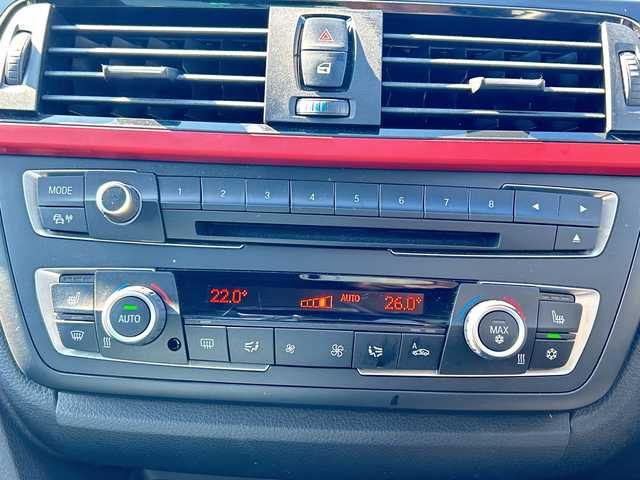 MODE 1 2 3 4 5 6 7 8
22.0° AUTO 26.0°
AUTO A MAX